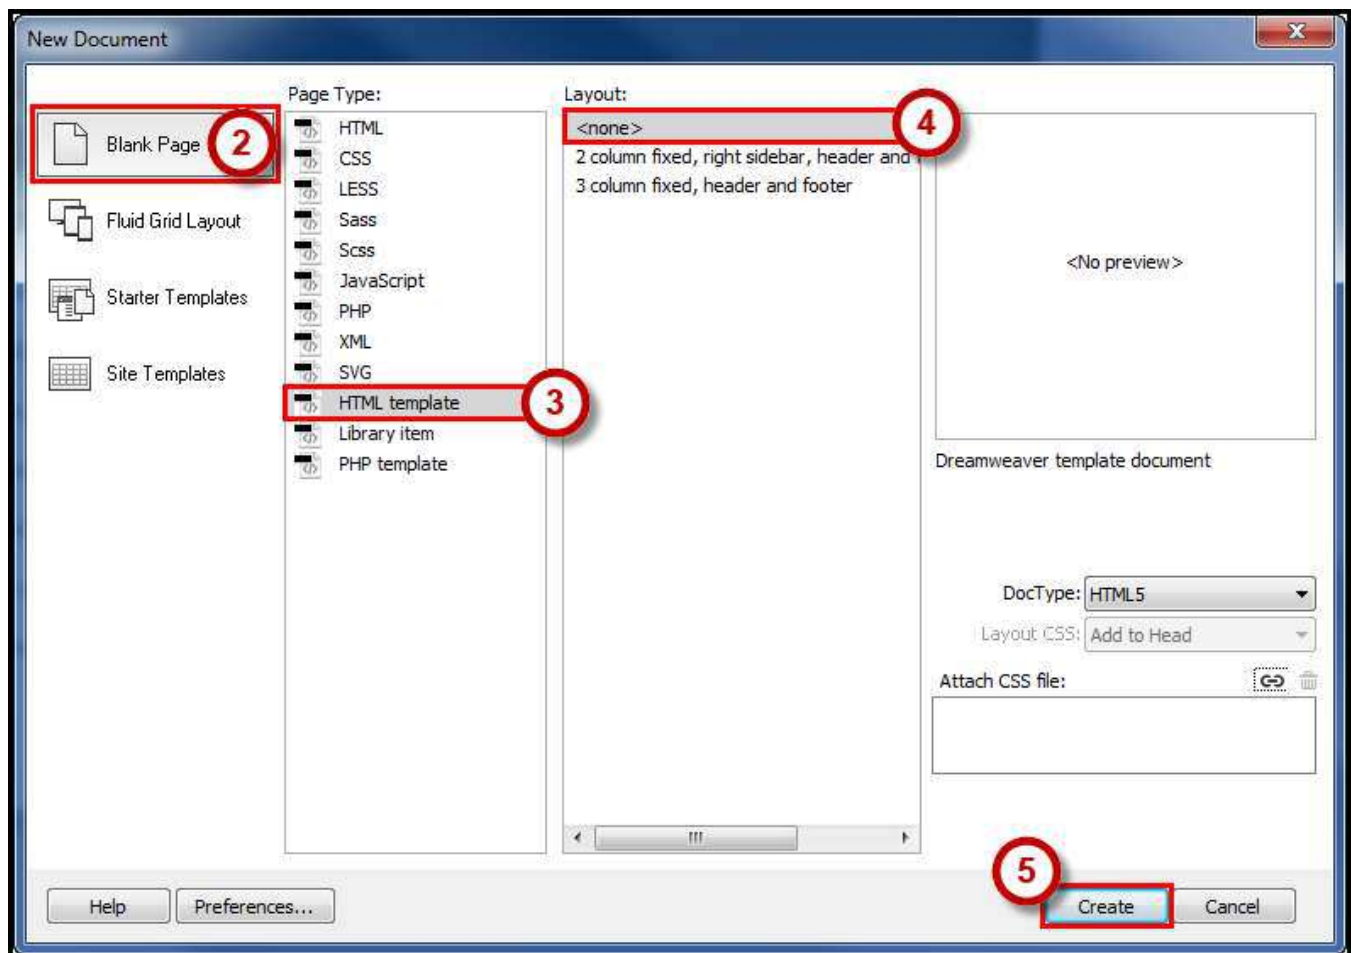 New Document
X
Blank Page
2
Fluid Grid Layout
Starter Templates
Site Templates
Page Type:
HTML
CSS
LESS
Sass
Scss
JavaScript
PHP
XML
SVG
HTML template
3
Library item
PHP template
Layout:
<none>
4
2 column fixed, right sidebar, header and
3 column fixed, header and footer
<No preview>
Dreamweaver template document
DocType: HTML5
Layout CSS: Add to Head
Attach CSS file:
5
Help
Preferences...
Create
Cancel